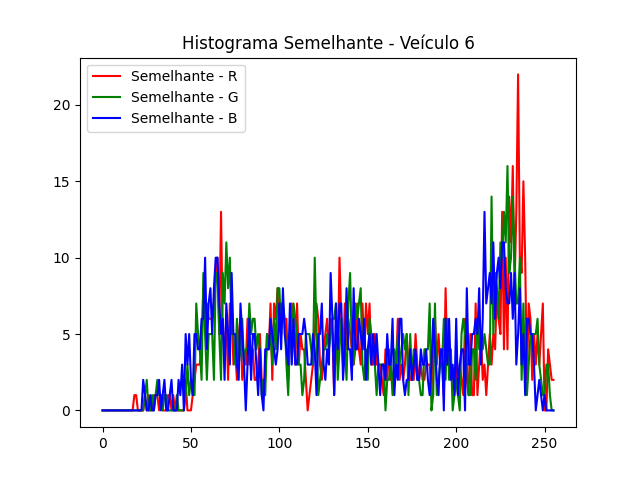 Histograma Semelhante - Veículo 6
Semelhante - R
Semelhante - G
Semelhante - B
20
15
10
5
0
0 50 100 150 200 250